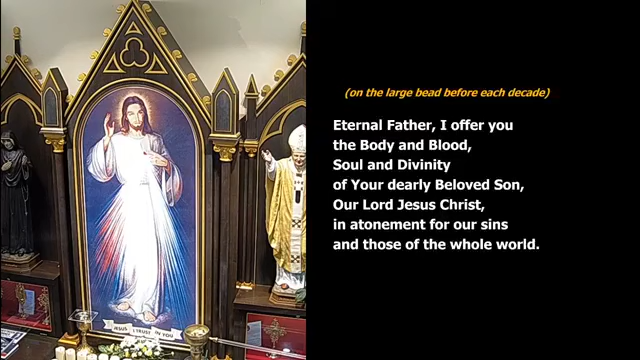 (on the large bead before each decade)
Eternal Father, I offer you
the Body and Blood,
Soul and Divinity
of Your dearly Beloved Son,
Our Lord Jesus Christ,
in atonement for our sins
and those of the whole world.
JESUS I TRUST IN YOU